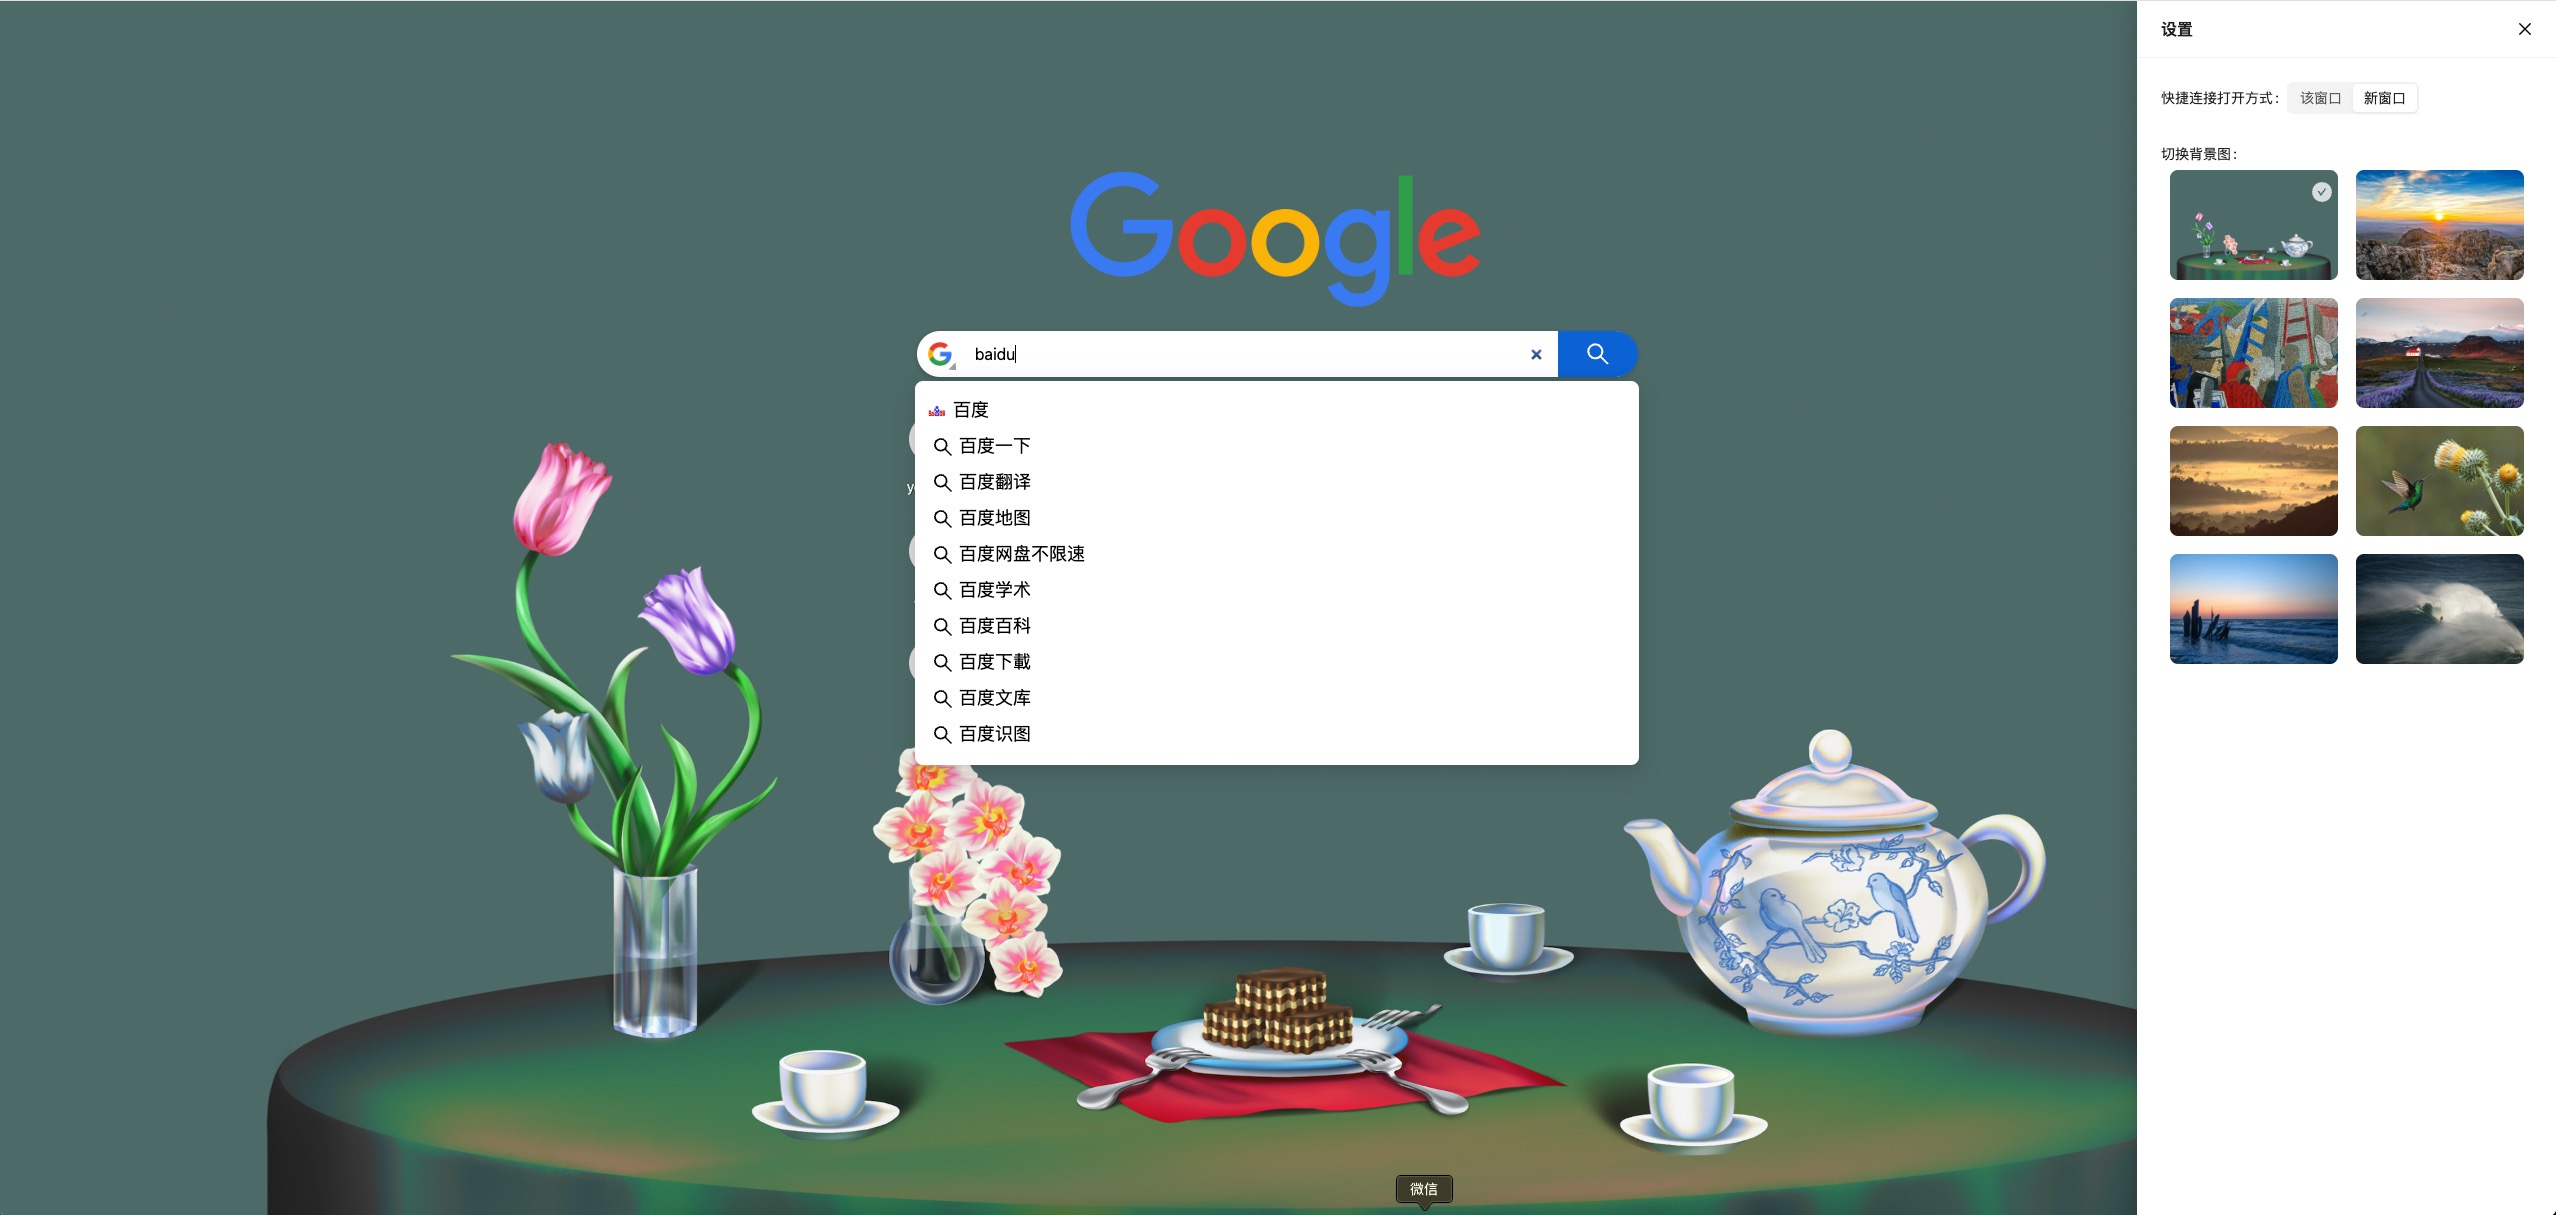 Google
baidu
百度
百度一下
百度翻译
百度地图
百度网盘不限速
百度学术
百度百科
百度下載
百度文库
百度识图
微信
设置
快捷连接打开方式： 该窗口 新窗口
切换背景图：